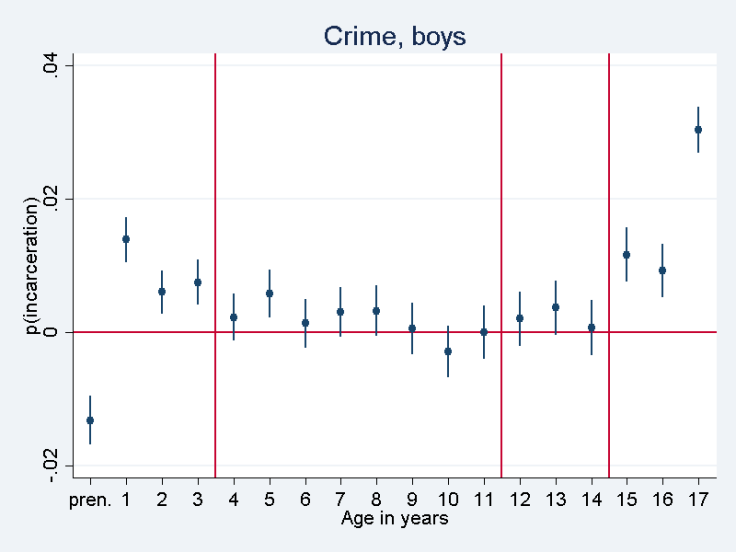 Crime, boys
.04
.02
0
-.02
p(incarceration)
pren. 1 2 3 4 5 6 7 8 9 10 11 12 13 14 15 16 17
Age in years